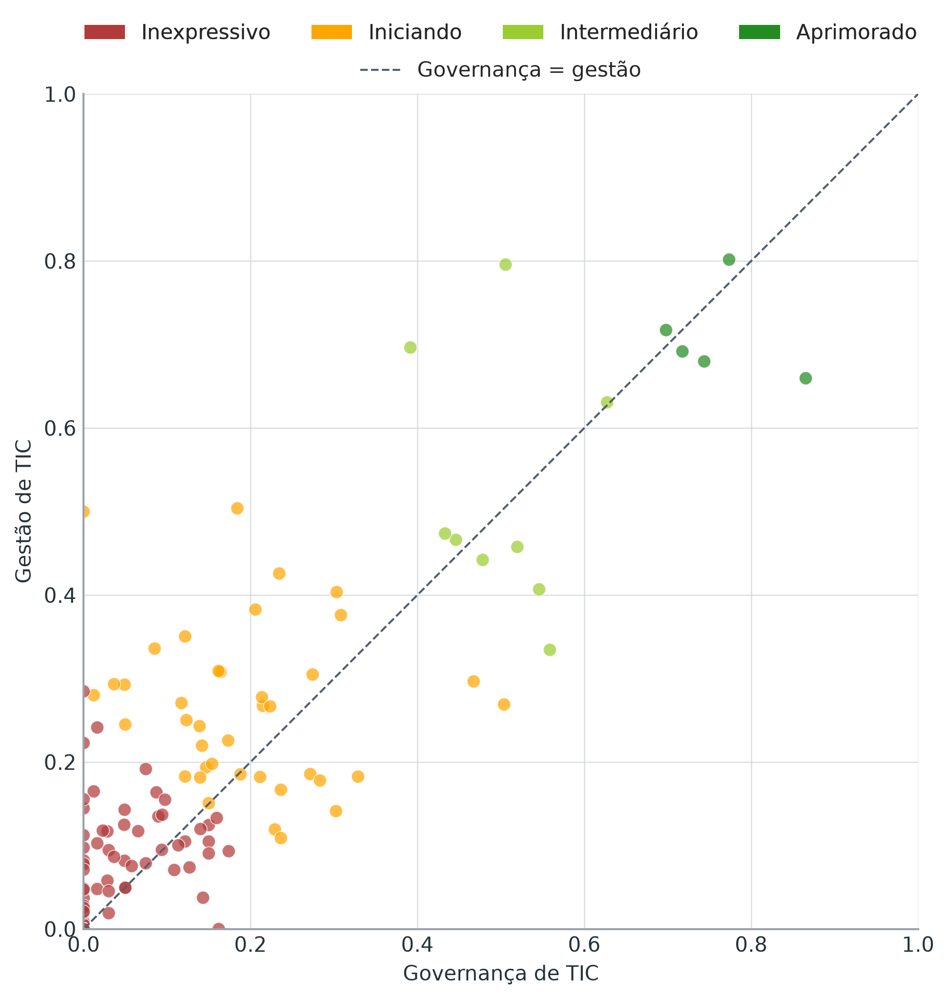 Inexpressivo Iniciando Intermediário Aprimorado
Governança = gestão
1.0
0.8
0.6
0.4
0.2
0.0
Gestão de TIC
0.0 0.2 0.4 0.6 0.8 1.0
Governança de TIC